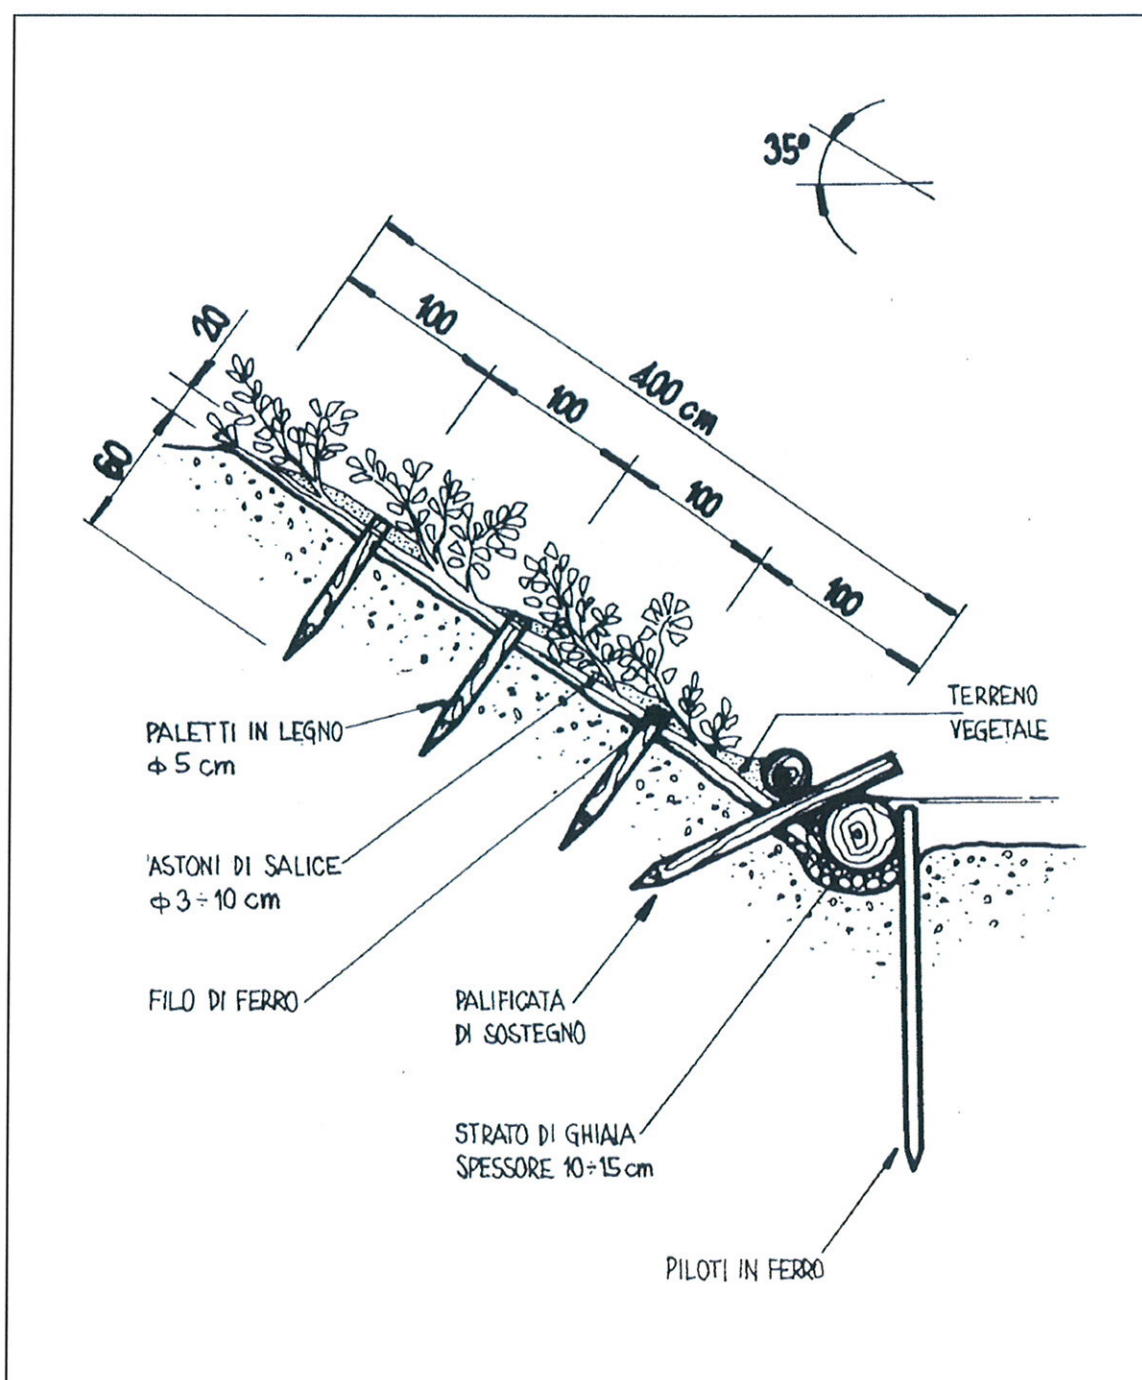 35°
20
60
100
100
100
100
400 cm
TERRENO
VEGETALE
PALETTI IN LEGNO
ф 5 cm
ASTONI DI SALICE
ф 3÷10 cm
FILO DI FERRO
PALIFICATA
DI SOSTEGNO
STRATO DI GHIAIA
SPESSORE 10÷15 cm
PILOTI IN FERRO